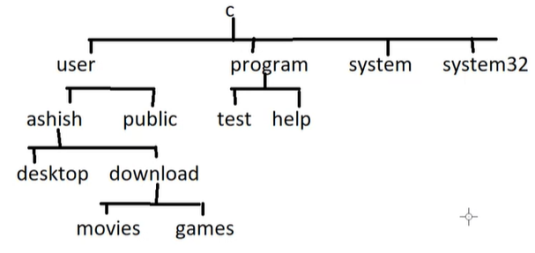 c
user program system system32
ashish public test help
desktop download
movies games